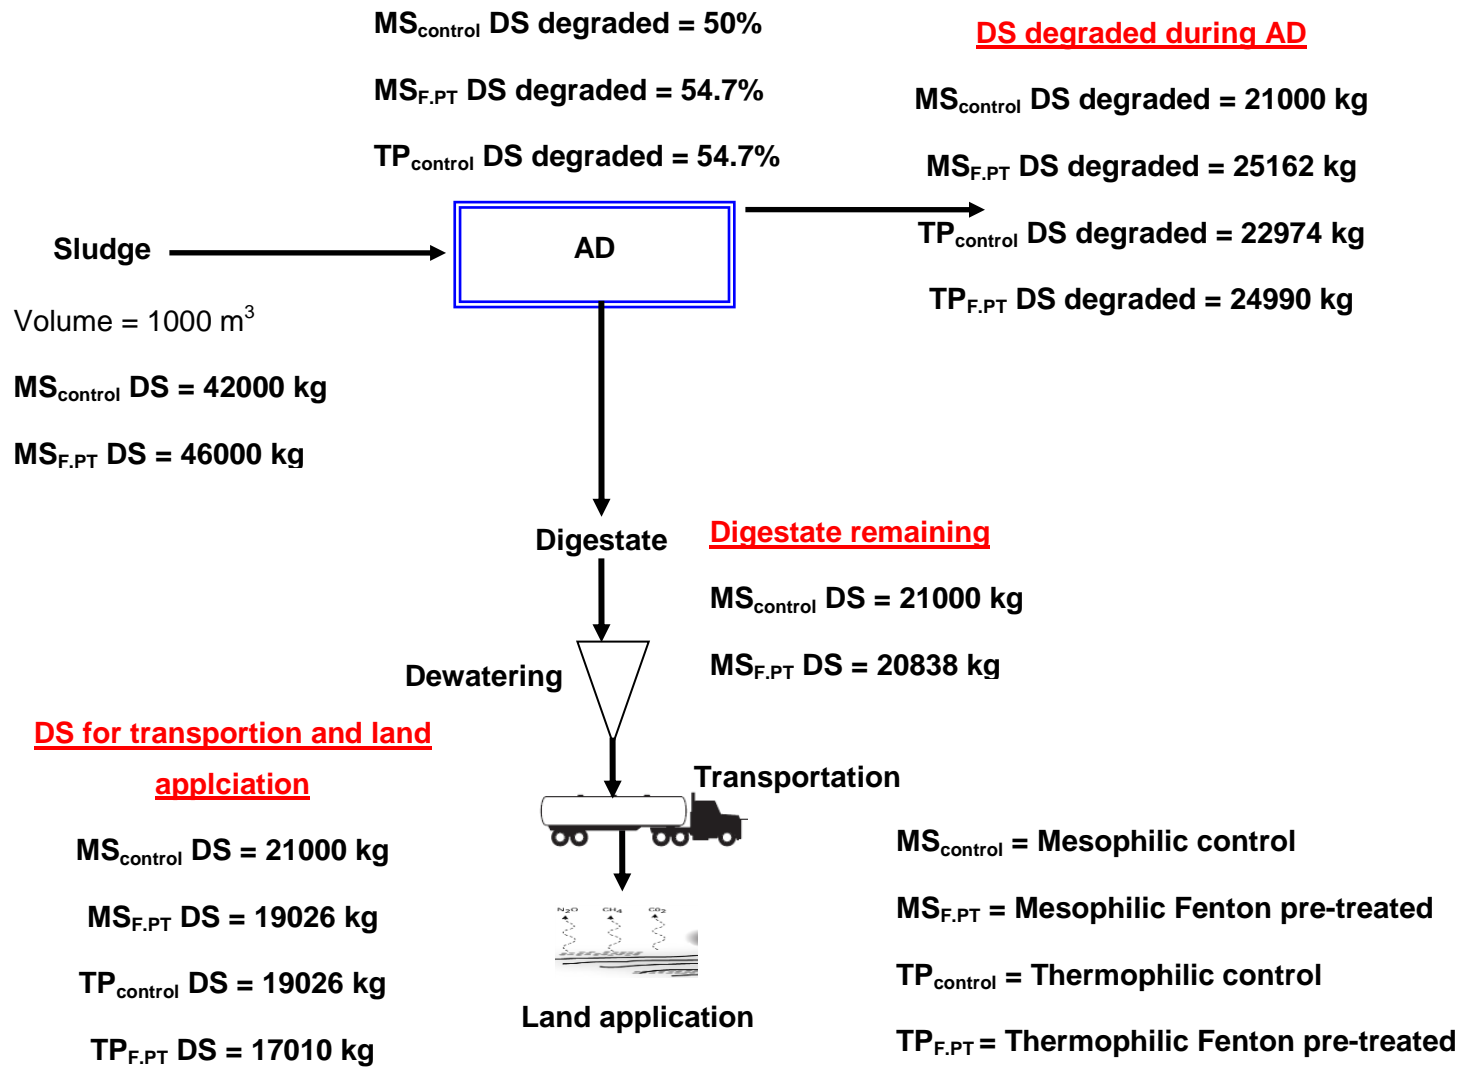 MScontrol DS degraded = 50%
MSF.PT DS degraded = 54.7%
TPcontrol DS degraded = 54.7%
DS degraded during AD
MScontrol DS degraded = 21000 kg
MSF.PT DS degraded = 25162 kg
TPcontrol DS degraded = 22974 kg
TPF.PT DS degraded = 24990 kg
Sludge
AD
Volume = 1000 m3
MScontrol DS = 42000 kg
MSF.PT DS = 46000 kg
Digestate
Digestate remaining
MScontrol DS = 21000 kg
MSF.PT DS = 20838 kg
Dewatering
DS for transportion and land
applciation
MScontrol DS = 21000 kg
MSF.PT DS = 19026 kg
TPcontrol DS = 19026 kg
TPF.PT DS = 17010 kg
Transportation
N2O CH4 CO2
Land application
MScontrol = Mesophilic control
MSF.PT = Mesophilic Fenton pre-treated
TPcontrol = Thermophilic control
TPF.PT = Thermophilic Fenton pre-treated